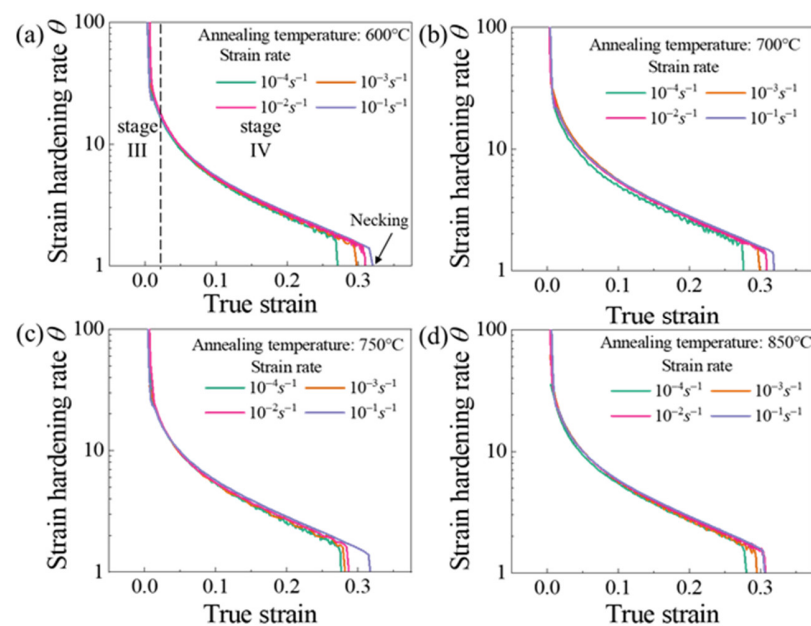 (a)
Annealing temperature: 600°C
Strain rate
10⁻⁴s⁻¹ 10⁻³s⁻¹
10⁻²s⁻¹ 10⁻¹s⁻¹
stage III
stage IV
Necking
Strain hardening rate θ
100
10
1
0.0 0.1 0.2 0.3
True strain
(b)
Annealing temperature: 700°C
Strain rate
10⁻⁴s⁻¹ 10⁻³s⁻¹
10⁻²s⁻¹ 10⁻¹s⁻¹
Strain hardening rate θ
100
10
1
0.0 0.1 0.2 0.3
True strain
(c)
Annealing temperature: 750°C
Strain rate
10⁻⁴s⁻¹ 10⁻³s⁻¹
10⁻²s⁻¹ 10⁻¹s⁻¹
Strain hardening rate θ
100
10
1
0.0 0.1 0.2 0.3
True strain
(d)
Annealing temperature: 850°C
Strain rate
10⁻⁴s⁻¹ 10⁻³s⁻¹
10⁻²s⁻¹ 10⁻¹s⁻¹
Strain hardening rate θ
100
10
1
0.0 0.1 0.2 0.3
True strain